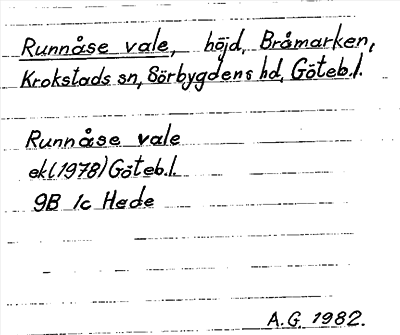 Runnåse vale, höjd, Bråmarken,
Krokstads sn, Sörbygdens hd, Göteb.l.
Runnåse vale
ek(1978) Göteb.l.
9B 1c Hede
A.G. 1982.